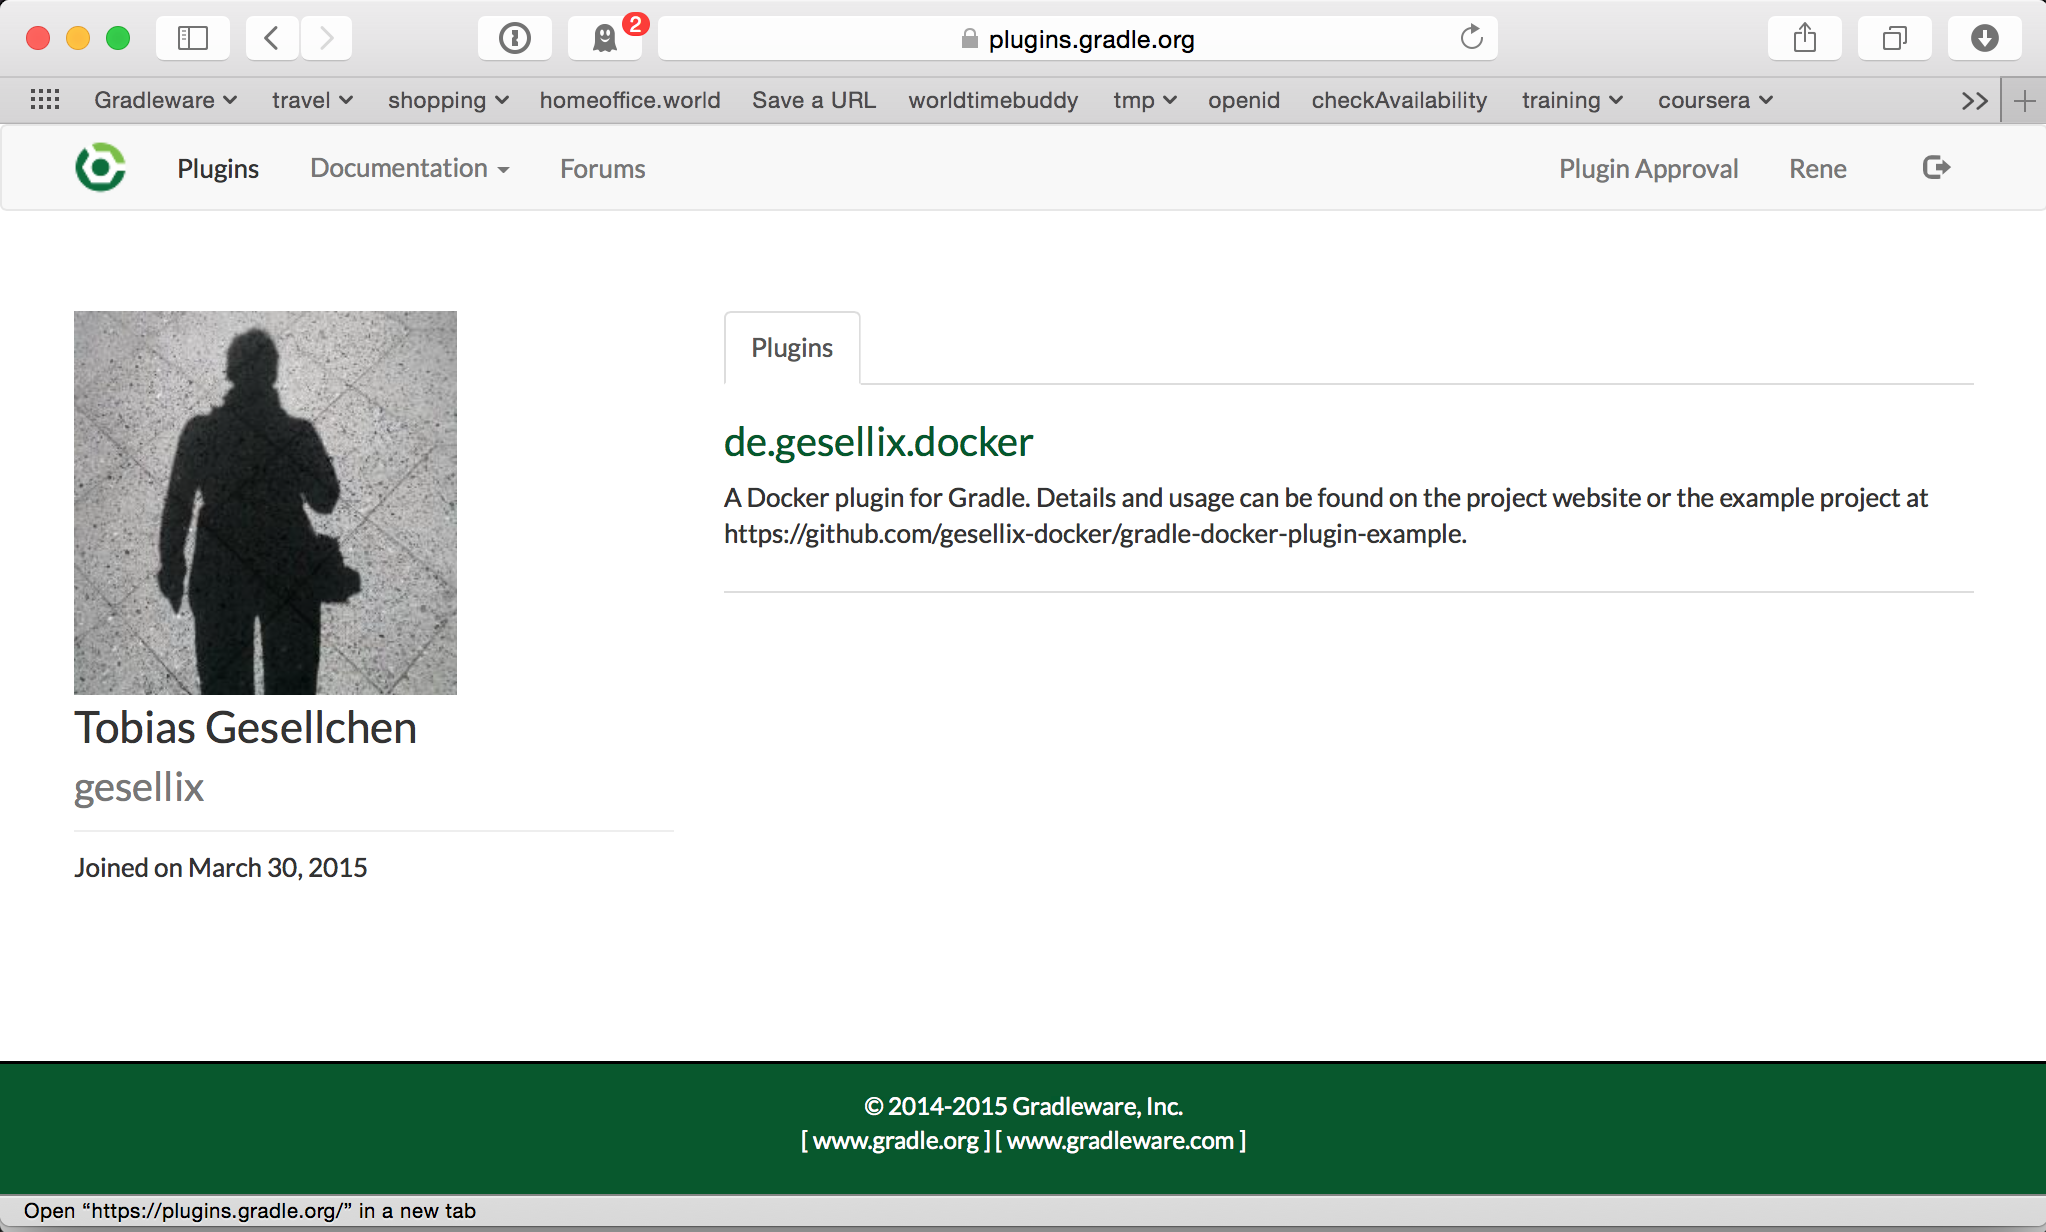 2
plugins.gradle.org
Gradleware travel shopping homeoffice.world Save a URL worldtimebuddy tmp openid checkAvailability training coursera
Plugins Documentation Forums Plugin Approval Rene
Plugins
de.gesellix.docker
A Docker plugin for Gradle. Details and usage can be found on the project website or the example project at
https://github.com/gesellix-docker/gradle-docker-plugin-example.
Tobias Gesellchen
gesellix
Joined on March 30, 2015
© 2014-2015 Gradleware, Inc.
[ www.gradle.org ] [ www.gradleware.com ]
Open “https://plugins.gradle.org/” in a new tab